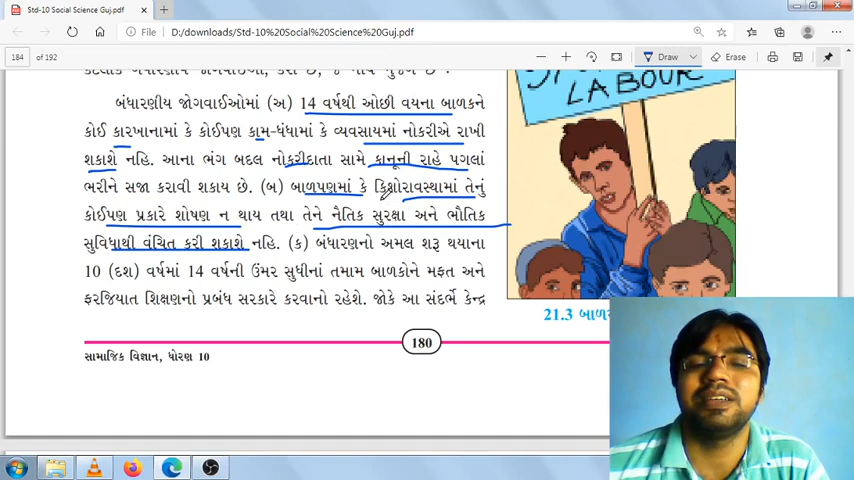 Std-10 Social Science Guj.pdf
File
D:/downloads/Std-10%20Social%20Science%20Guj.pdf
184
of 192
Draw
Erase
બંધારણીય જોગવાઈઓમાં (અ) 14 વર્ષથી ઓછી વયના બાળકને
કોઈ કારખાનામાં કે કોઈપણ કામ-ધંધામાં કે વ્યવસાયમાં નોકરીએ રાખી
શકાશે નહિ. આના ભંગ બદલ નોકરીદાતા સામે કાનૂની રાહે પગલાં
ભરીને સજા કરાવી શકાય છે. (બ) બાળપણમાં કે કિશોરાવસ્થામાં તેનું
કોઈપણ પ્રકારે શોષણ ન થાય તથા તેને નૈતિક સુરક્ષા અને ભૌતિક
સુવિધાથી વંચિત કરી શકાશે નહિ. (ક) બંધારણનો અમલ શરૂ થયાના
10 (દશ) વર્ષમાં 14 વર્ષની ઉંમર સુધીનાં તમામ બાળકોને મફત અને
ફરજિયાત શિક્ષણનો પ્રબંધ સરકારે કરવાનો રહેશે. જોકે આ સંદર્ભે કેન્દ્ર
LABOUR
21.3
180
સામાજિક વિજ્ઞાન, ધોરણ 10